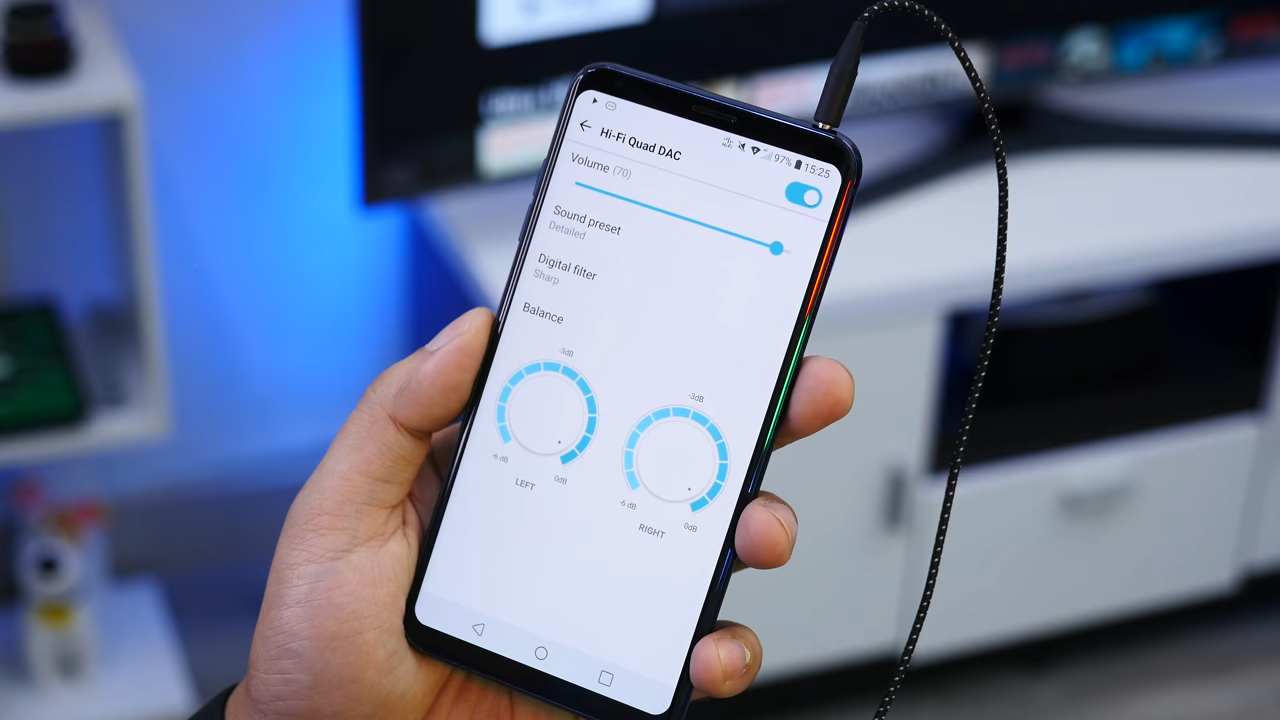 97% 15:25
Hi-Fi Quad DAC
Volume (70)
Sound preset
Detailed
Digital filter
Sharp
Balance
-3dB
-6 dB
0dB
LEFT
-3dB
-6 dB
0dB
RIGHT